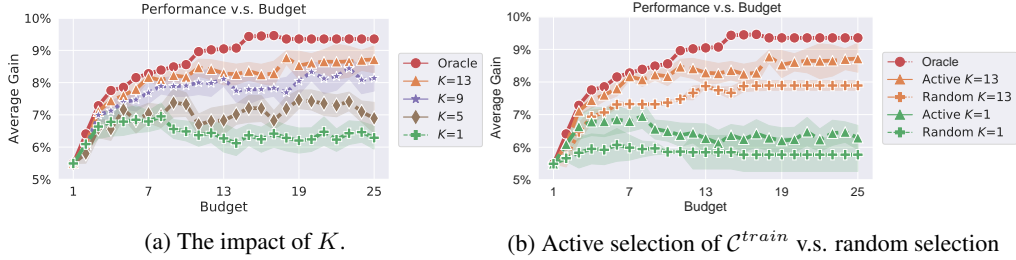 Performance v.s. Budget
10%
9%
8%
7%
6%
5%
Average Gain
1 7 13 19 25
Budget
Oracle
K=13
K=9
K=5
K=1
(a) The impact of K.
Performance v.s. Budget
10%
9%
8%
7%
6%
5%
Average Gain
1 7 13 19 25
Budget
Oracle
Active K=13
Random K=13
Active K=1
Random K=1
(b) Active selection of C^{train} v.s. random selection